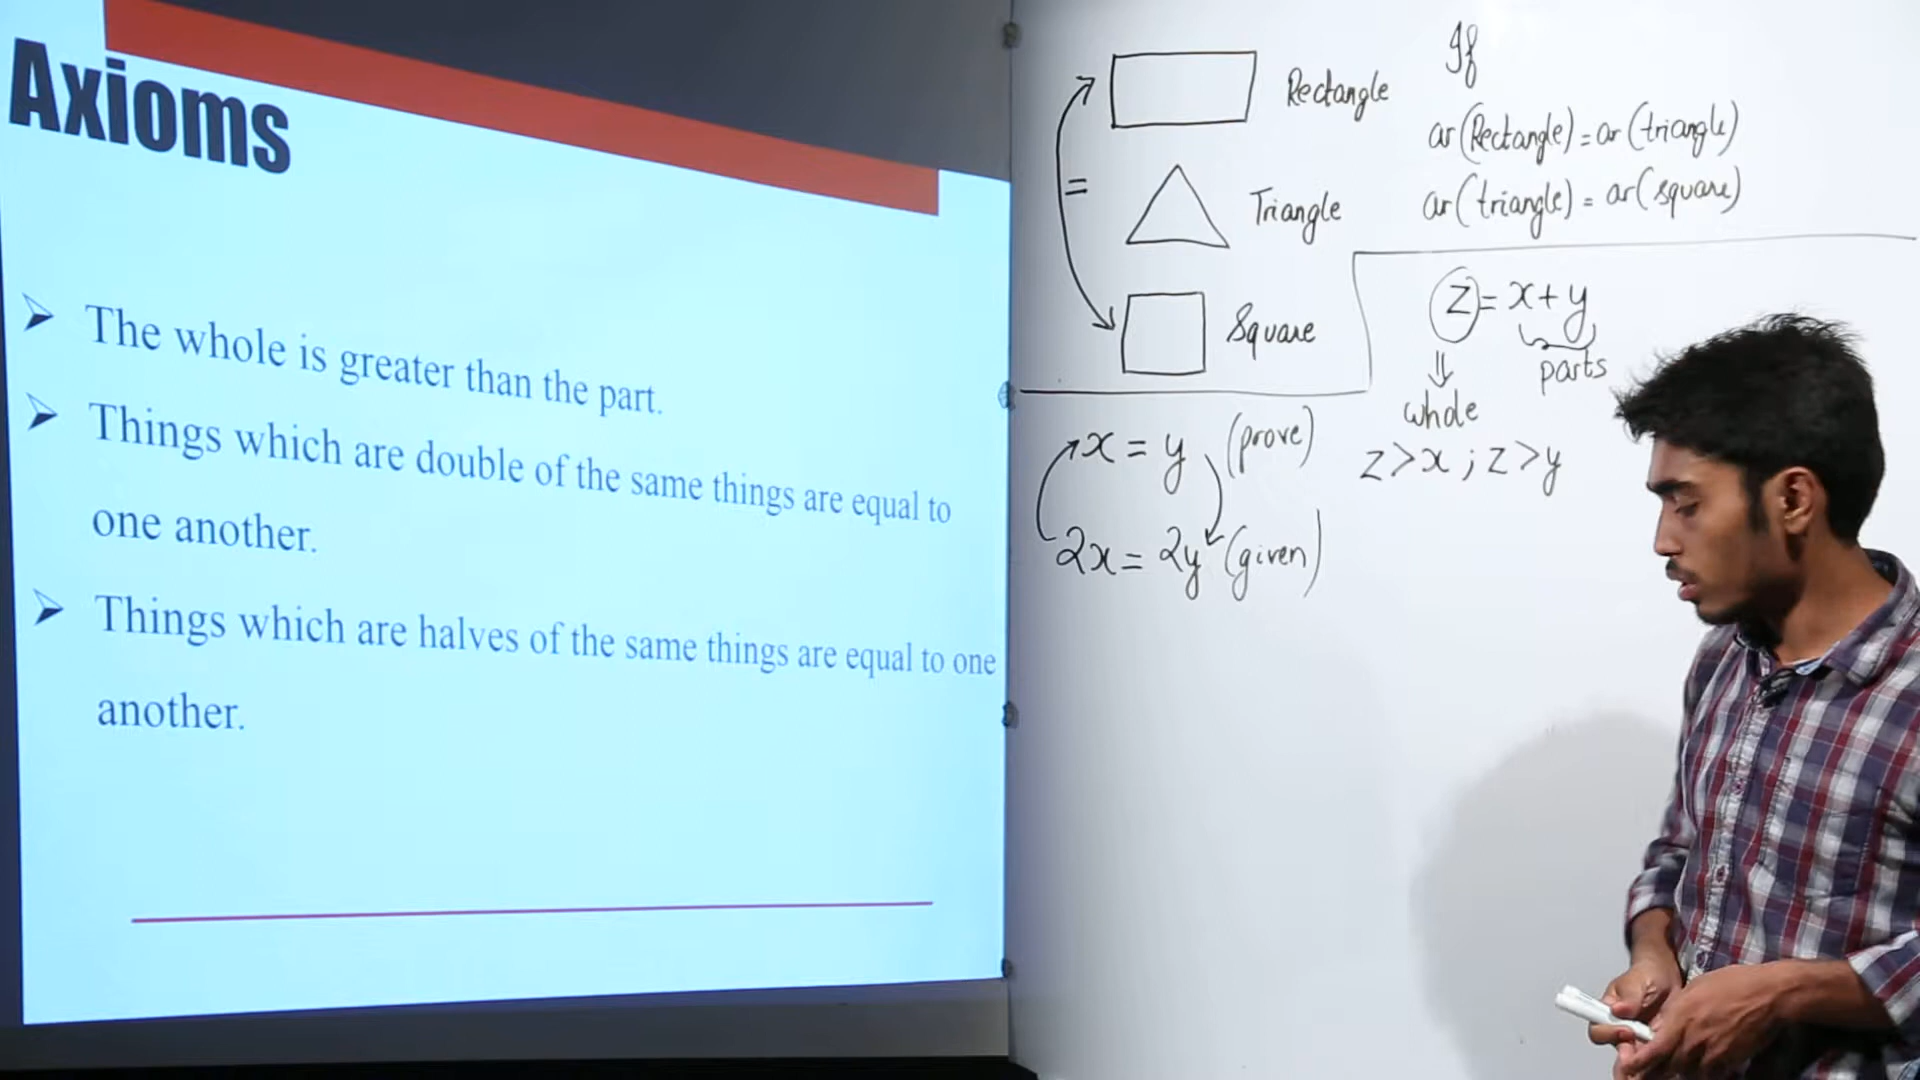 Axioms
The whole is greater than the part.
Things which are double of the same things are equal to
one another.
Things which are halves of the same things are equal to one
another.
Rectangle
=
Triangle
Square
If
ar(Rectangle) = ar(triangle)
ar(triangle) = ar(square)
z = x + y
⇓
parts
whole
z > x ; z > y
x = y (prove)
2x = 2y (given)